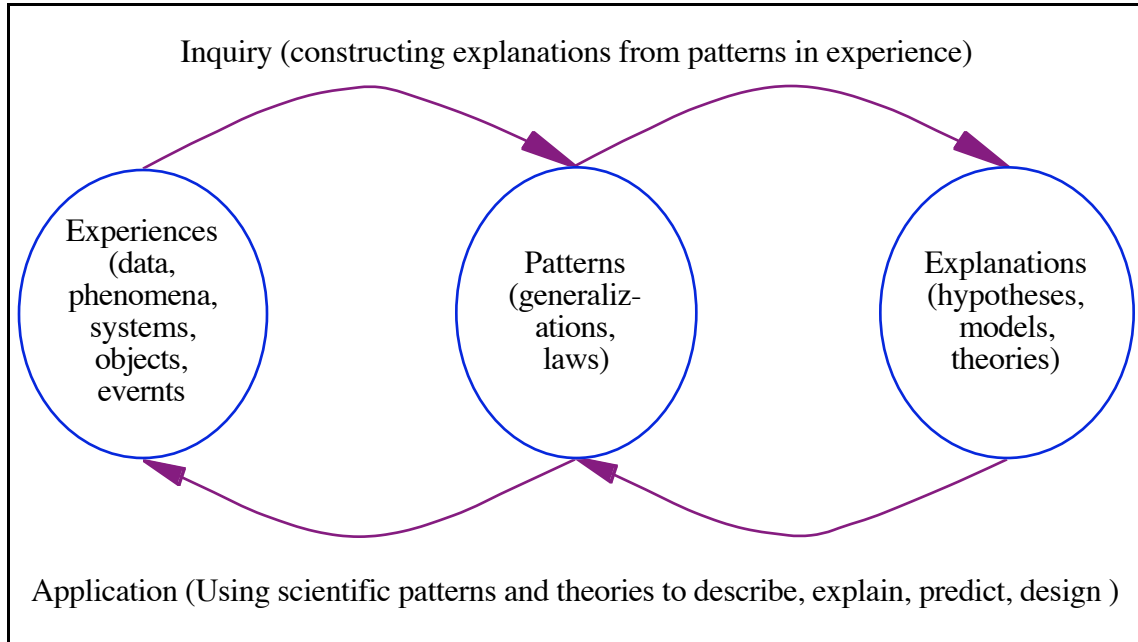 Inquiry (constructing explanations from patterns in experience)
Experiences
(data,
phenomena,
systems,
objects,
evernts
Patterns
(generaliz-
ations,
laws)
Explanations
(hypotheses,
models,
theories)
Application (Using scientific patterns and theories to describe, explain, predict, design )